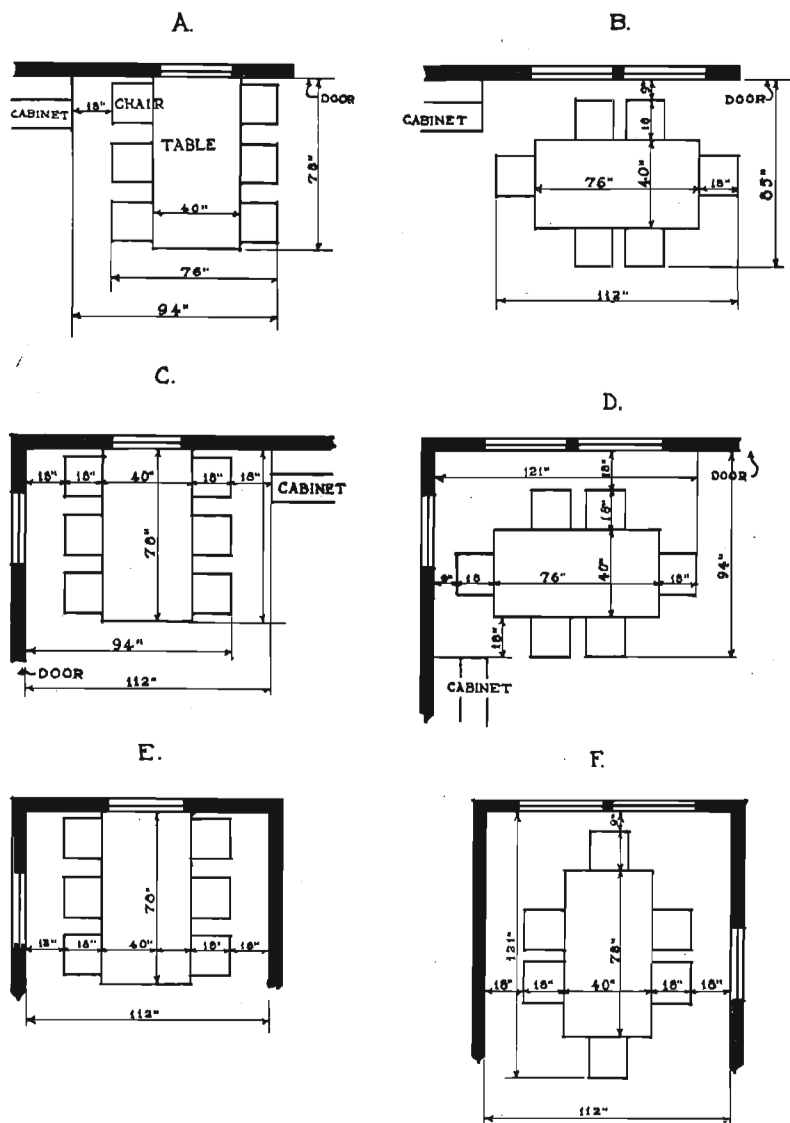 A.
B.
DOOR
CABINET
18"
CHAIR
TABLE
78"
40"
76"
94"
9"
DOOR
CABINET
18
76"
40"
18"
85"
112"
C.
D.
18"
18"
40"
18"
18"
CABINET
78"
94"
DOOR
112"
121"
18"
DOOR
18"
9"
18
76"
40"
18"
94"
18"
CABINET
E.
F.
78"
18"
18"
40"
18"
18"
112"
9"
121"
78"
18"
18"
40"
18"
18"
112"